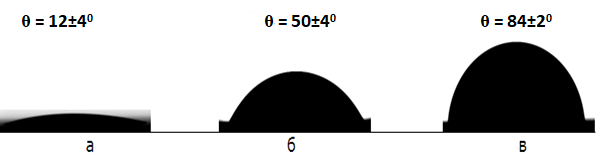 θ = 12±4⁰ θ = 50±4⁰ θ = 84±2⁰
а б в